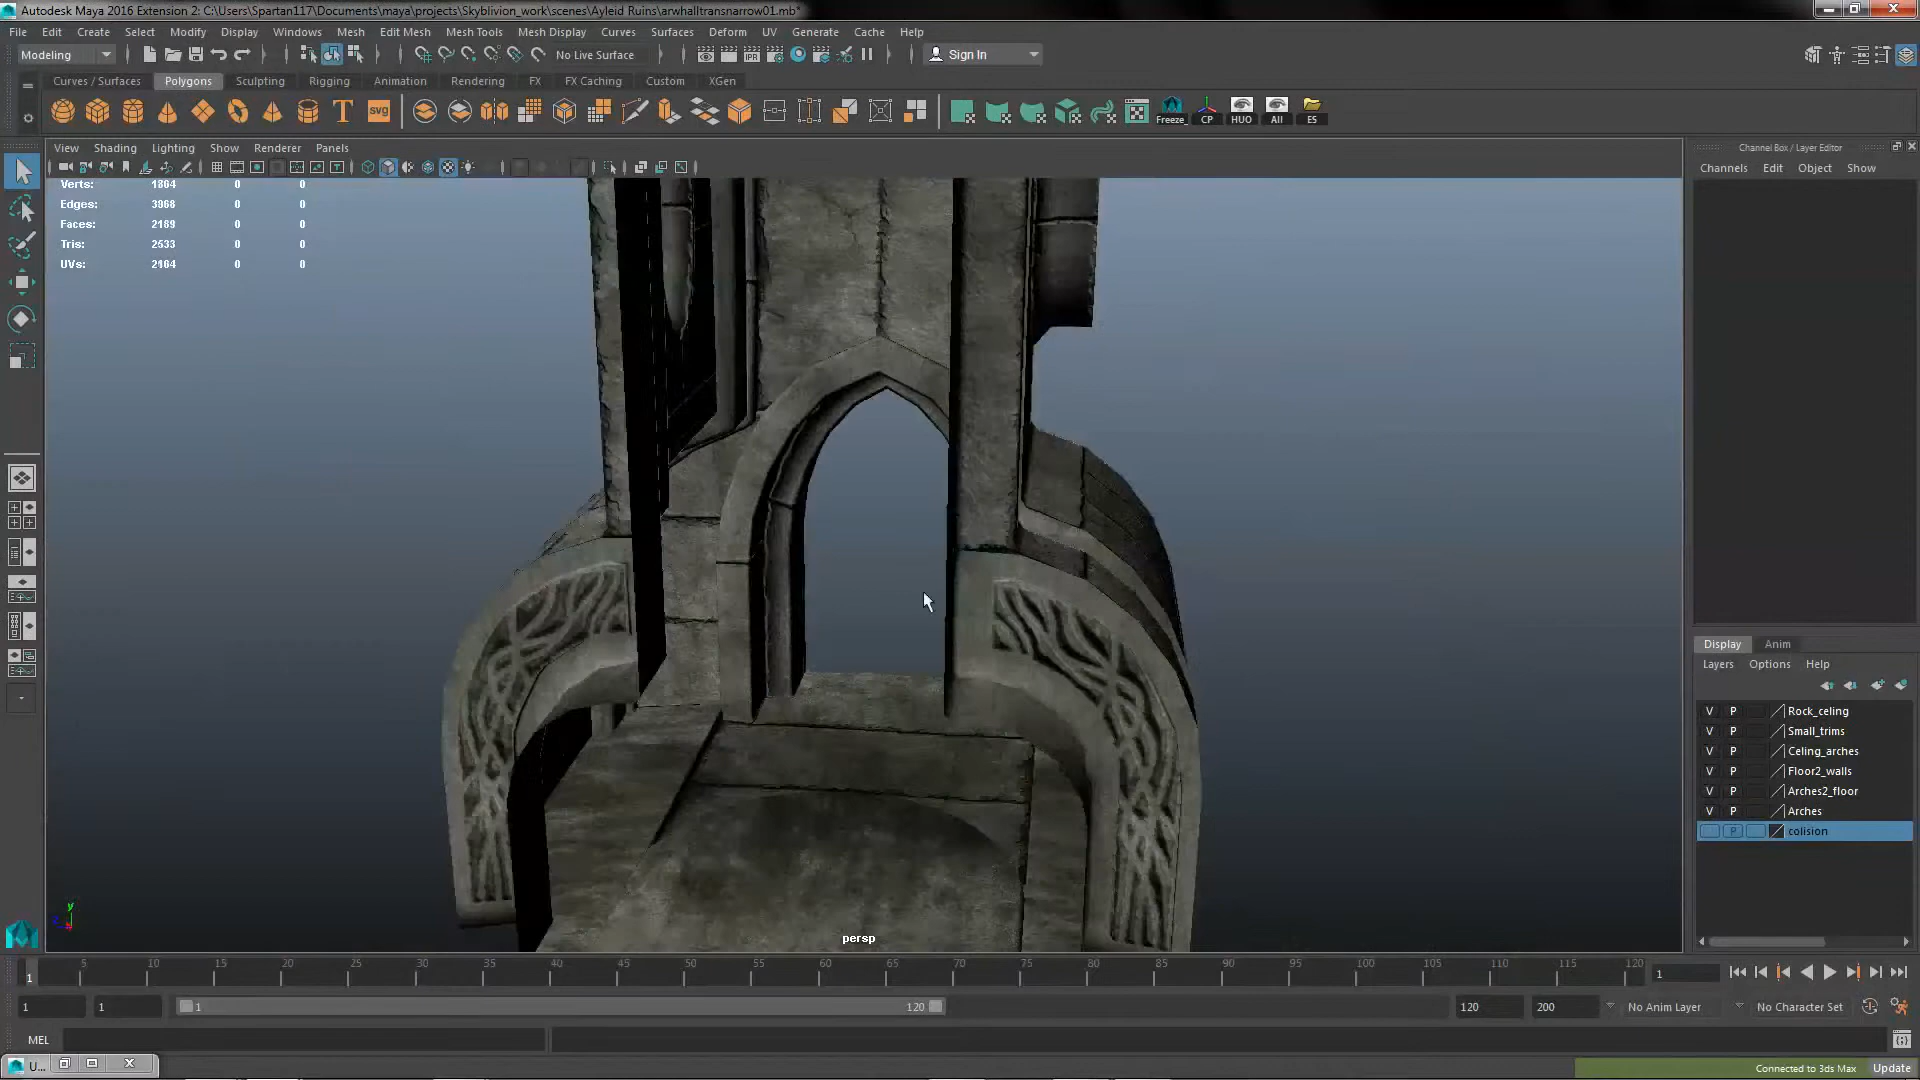 Autodesk Maya 2016 Extension 2: C:\Users\Spartan117\Documents\maya\projects\Skyblivion_work\scenes\Ayleid Ruins\arwhalltransnarrow01.mb*
File Edit Create Select Modify Display Windows Mesh Edit Mesh Mesh Tools Mesh Display Curves Surfaces Deform UV Generate Cache Help
Modeling No Live Surface Sign In
Curves / Surfaces Polygons Sculpting Rigging Animation Rendering FX FX Caching Custom XGen
T SVG Freeze_ CP HUO All ES
Channel Box / Layer Editor
View Shading Lighting Show Renderer Panels
Channels Edit Object Show
Verts: 1804 0 0
Edges: 3968 0 0
Faces: 2189 0 0
Tris: 2533 0 0
UVs: 2164 0 0
Display Anim
Layers Options Help
V P Rock_celing
V P Small_trims
V P Celing_arches
V P Floor2_walls
V P Arches2_floor
V P Arches
P colision
y
persp
1 5 10 15 20 25 30 35 40 45 50 55 60 65 70 75 80 85 90 95 100 105 110 115 120 1
1 1 1 120 120 200 No Anim Layer No Character Set
MEL
U...
Connected to 3ds Max Update